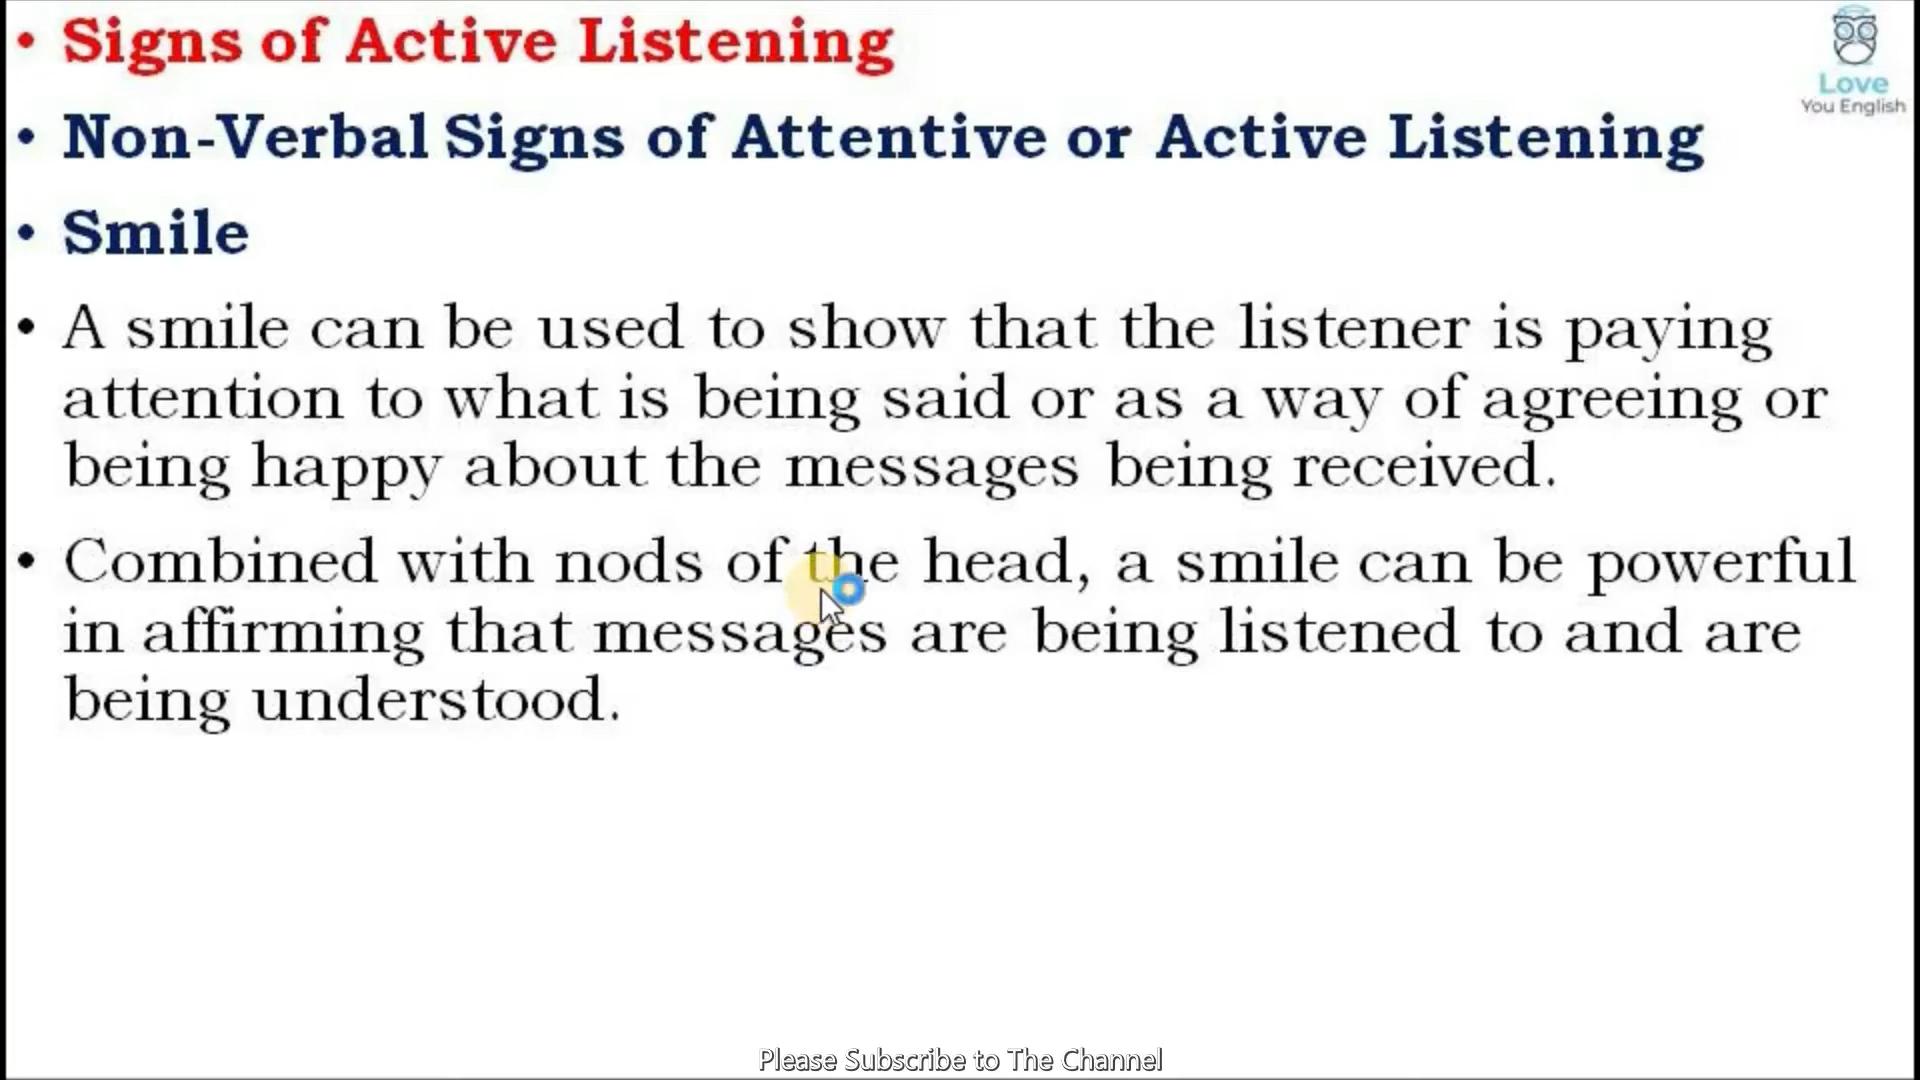 • Signs of Active Listening
Love
You English
• Non-Verbal Signs of Attentive or Active Listening
• Smile
• A smile can be used to show that the listener is paying
attention to what is being said or as a way of agreeing or
being happy about the messages being received.
• Combined with nods of the head, a smile can be powerful
in affirming that messages are being listened to and are
being understood.
Please Subscribe to The Channel